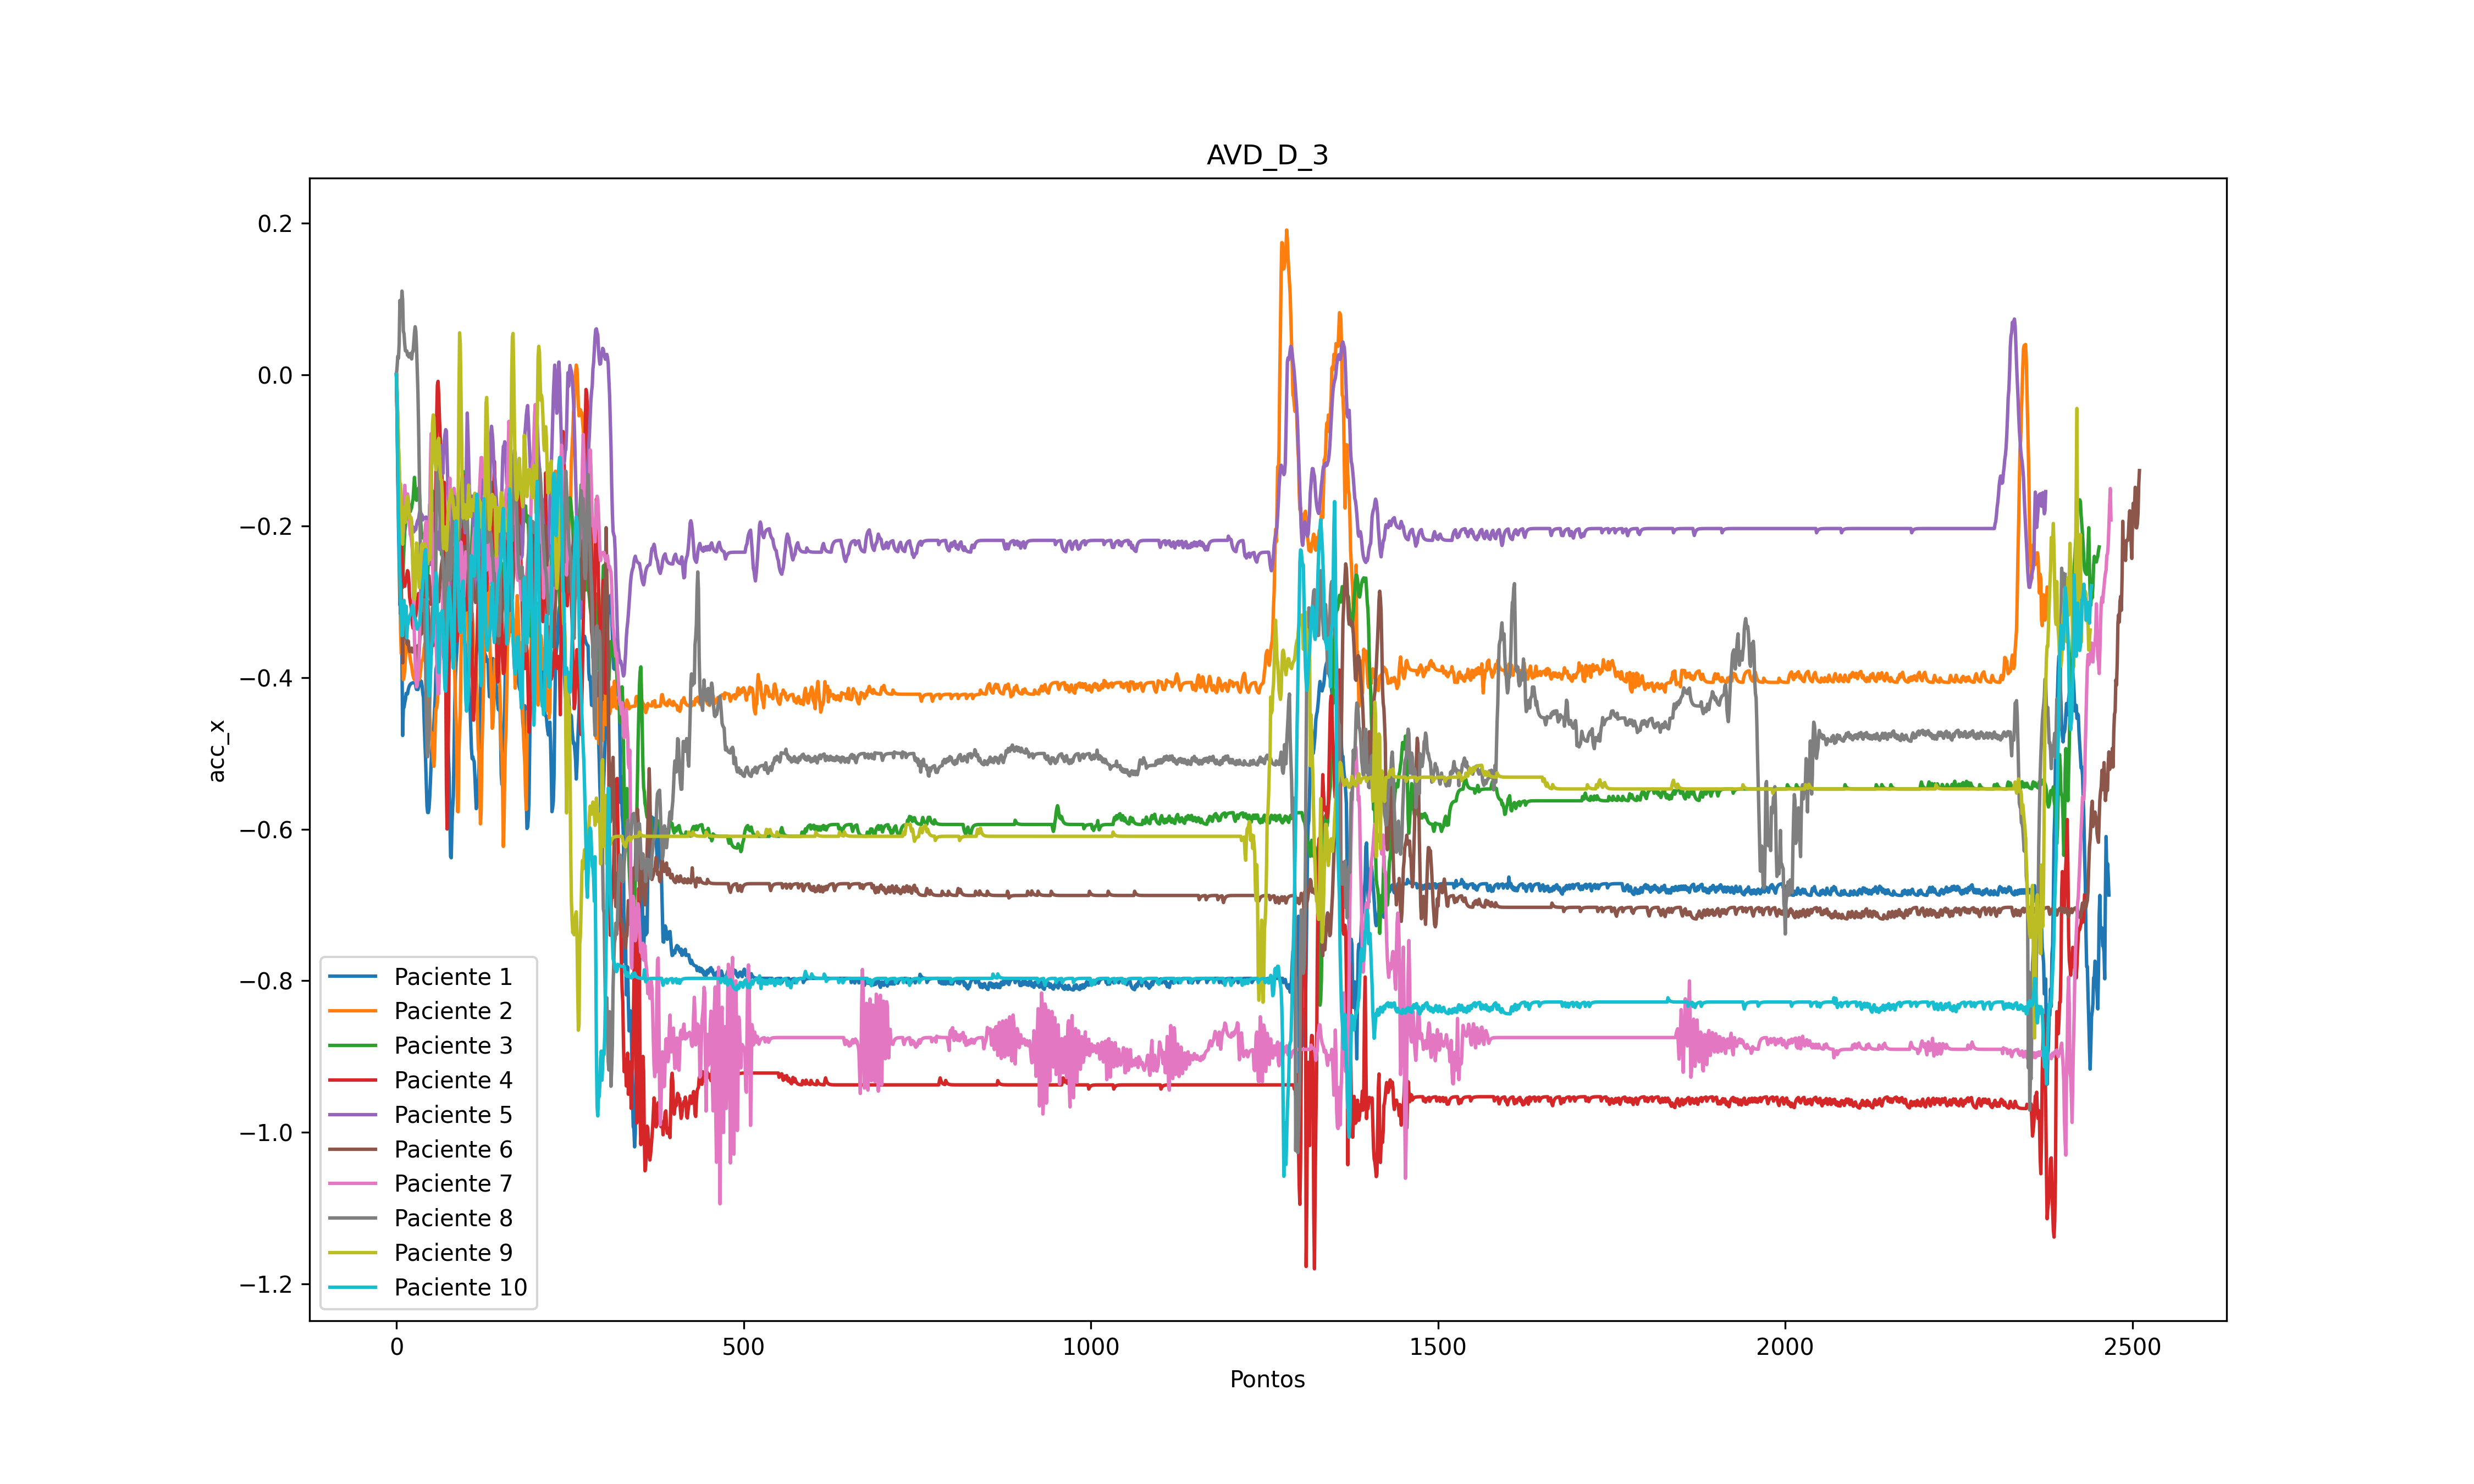 AVD_D_3
0.2
0.0
−0.2
−0.4
−0.6
−0.8
−1.0
−1.2
acc_x
Paciente 1
Paciente 2
Paciente 3
Paciente 4
Paciente 5
Paciente 6
Paciente 7
Paciente 8
Paciente 9
Paciente 10
0 500 1000 1500 2000 2500
Pontos